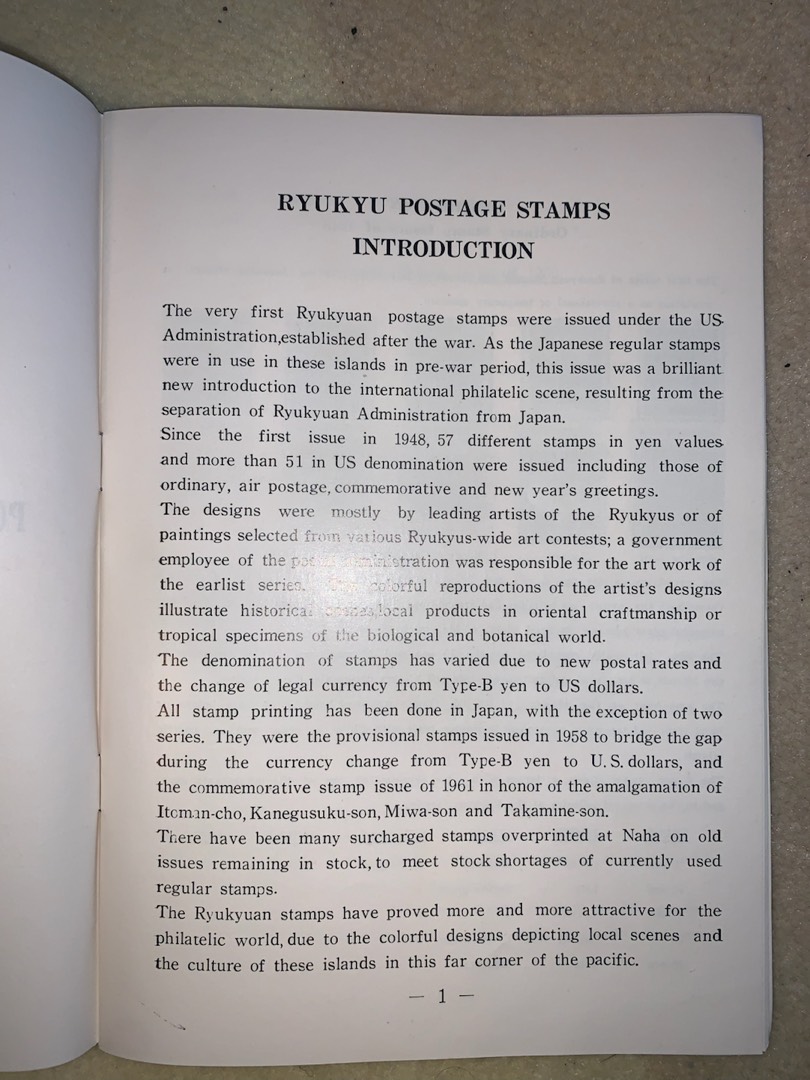 RYUKYU POSTAGE STAMPS
INTRODUCTION
The very first Ryukyuan postage stamps were issued under the US
Administration,established after the war. As the Japanese regular stamps
were in use in these islands in pre-war period, this issue was a brilliant
new introduction to the international philatelic scene, resulting from the
separation of Ryukyuan Administration from Japan.
Since the first issue in 1948, 57 different stamps in yen values
and more than 51 in US denomination were issued including those of
ordinary, air postage, commemorative and new year's greetings.
The designs were mostly by leading artists of the Ryukyus or of
paintings selected from various Ryukyus-wide art contests; a government
employee of the postal administration was responsible for the art work of
the earlist series. The colorful reproductions of the artist's designs
illustrate historical local products in oriental craftmanship or
tropical specimens of the biological and botanical world.
The denomination of stamps has varied due to new postal rates and
the change of legal currency from Type-B yen to US dollars.
All stamp printing has been done in Japan, with the exception of two
series. They were the provisional stamps issued in 1958 to bridge the gap
during the currency change from Type-B yen to U.S. dollars, and
the commemorative stamp issue of 1961 in honor of the amalgamation of
Itoman-cho, Kanegusuku-son, Miwa-son and Takamine-son.
There have been many surcharged stamps overprinted at Naha on old
issues remaining in stock, to meet stock shortages of currently used
regular stamps.
The Ryukyuan stamps have proved more and more attractive for the
philatelic world, due to the colorful designs depicting local scenes and
the culture of these islands in this far corner of the pacific.
— 1 —